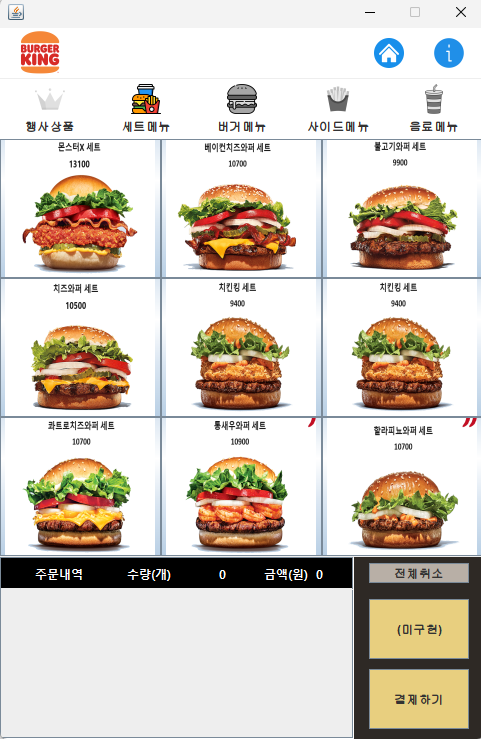 BURGER
KING
행사상품 세트메뉴 버거메뉴 사이드메뉴 음료메뉴
몬스터X 세트 베이컨치즈와퍼 세트 불고기와퍼 세트
13100 10700 9900
치즈와퍼 세트 치킨킹 세트 치킨킹 세트
10500 9400 9400
콰트로치즈와퍼 세트 통새우와퍼 세트 할라피뇨와퍼 세트
10700 10900 10700
주문내역 수량(개) 0 금액(원) 0
전체취소
(미구현)
결제하기